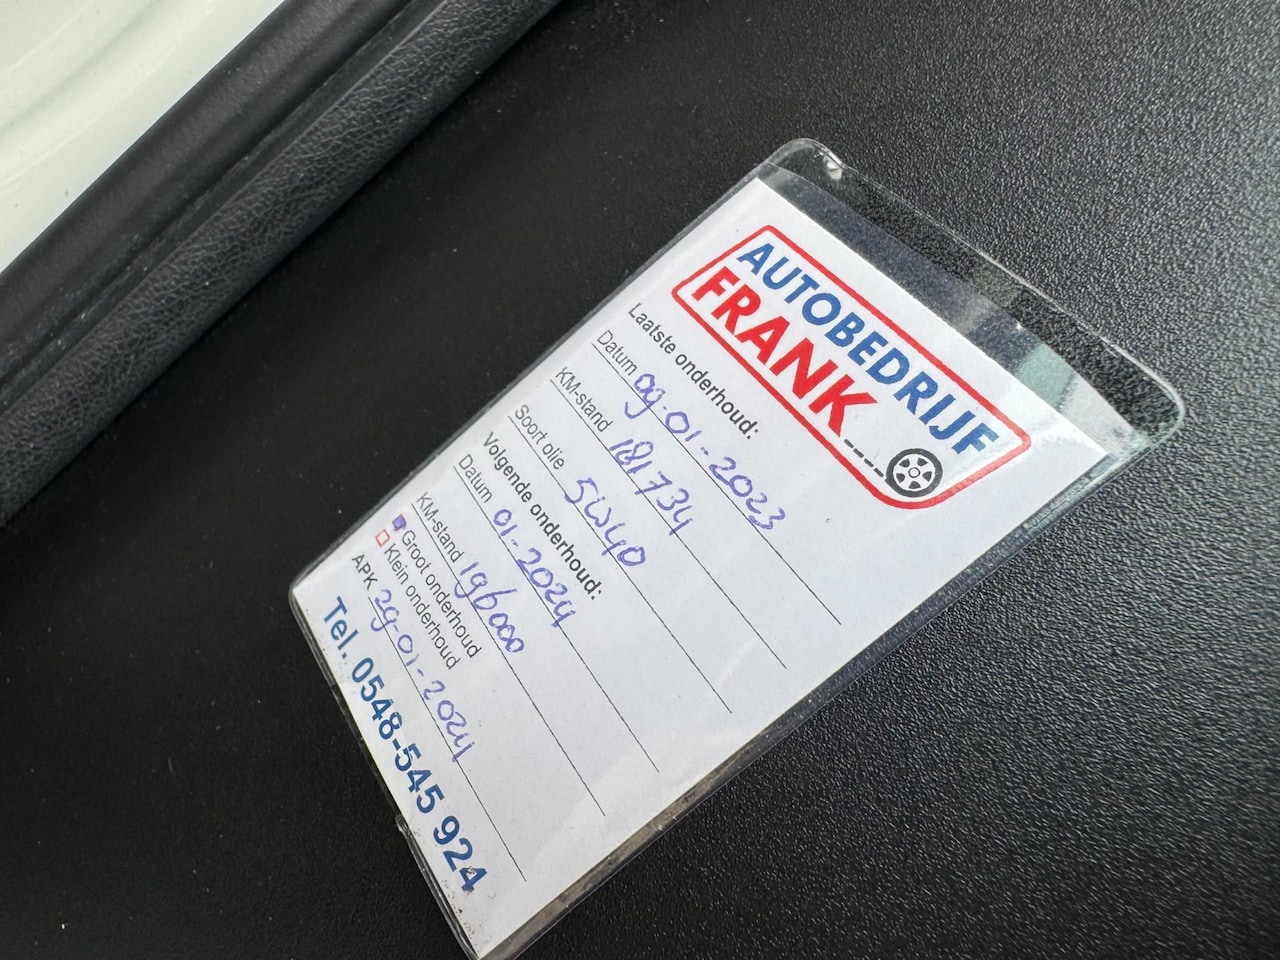 AUTOBEDRIJF
FRANK
Laatste onderhoud:
Datum 09-01-2023
KM-stand 181734
Soort olie 5W40
Volgende onderhoud:
Datum 01-2024
KM-stand 196000
Groot onderhoud
Klein onderhoud
APK 29-01-2024
Tel. 0548-545 924